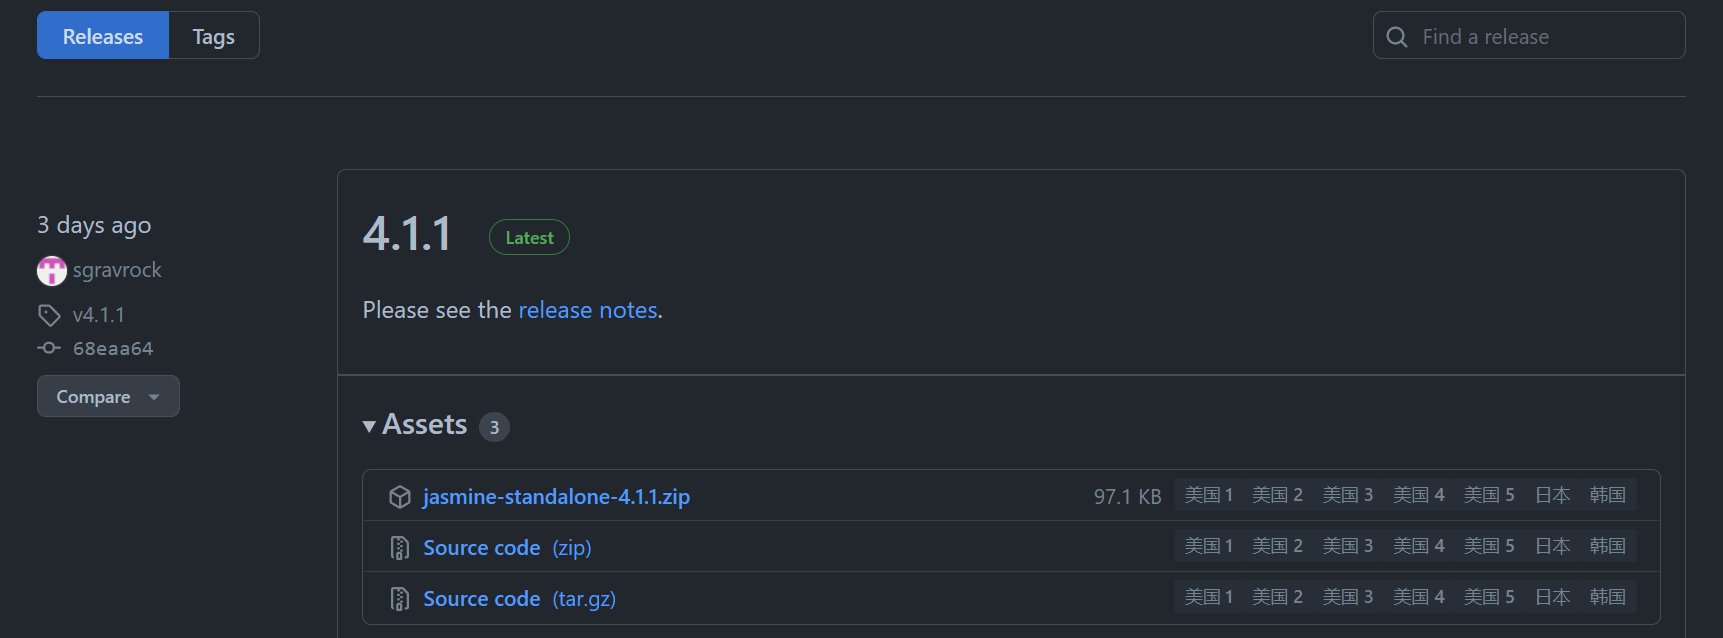 Releases Tags Find a release
3 days ago
sgravrock
v4.1.1
68eaa64
Compare
4.1.1 Latest
Please see the release notes.
Assets 3
jasmine-standalone-4.1.1.zip 97.1 KB 美国 1 美国 2 美国 3 美国 4 美国 5 日本 韩国
Source code (zip) 美国 1 美国 2 美国 3 美国 4 美国 5 日本 韩国
Source code (tar.gz) 美国 1 美国 2 美国 3 美国 4 美国 5 日本 韩国